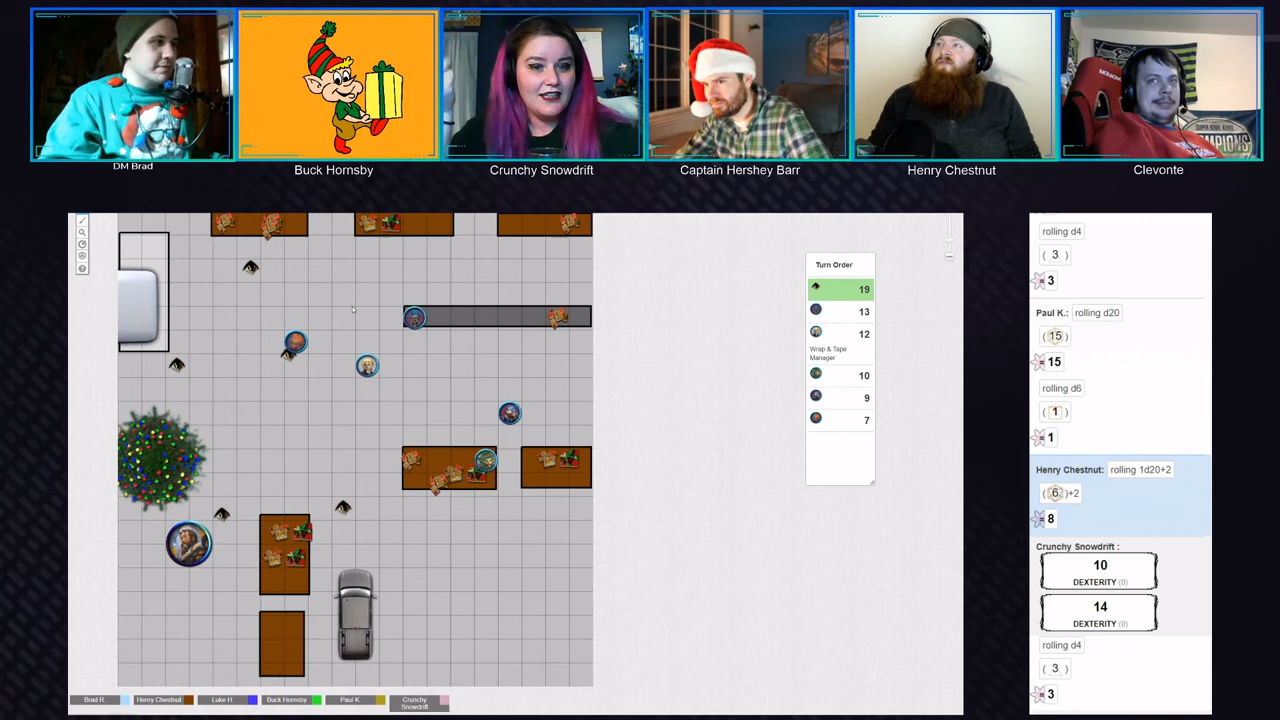 DM Brad
Buck Hornsby
Crunchy Snowdrift
Captain Hershey Barr
Henry Chestnut
Clevonte
Turn Order
19
13
12
Wrap & Tape
Manager
10
9
7
rolling d4
( 3 )
3
Paul K.: rolling d20
(15)
15
rolling d6
( 1 )
1
Henry Chestnut: rolling 1d20+2
(6)+2
8
Crunchy Snowdrift :
10
DEXTERITY (0)
14
DEXTERITY (0)
rolling d4
( 3 )
3
Brad R.
Henry Chestnut
Luke H.
Buck Hornsby
Paul K.
Crunchy
Snowdrift